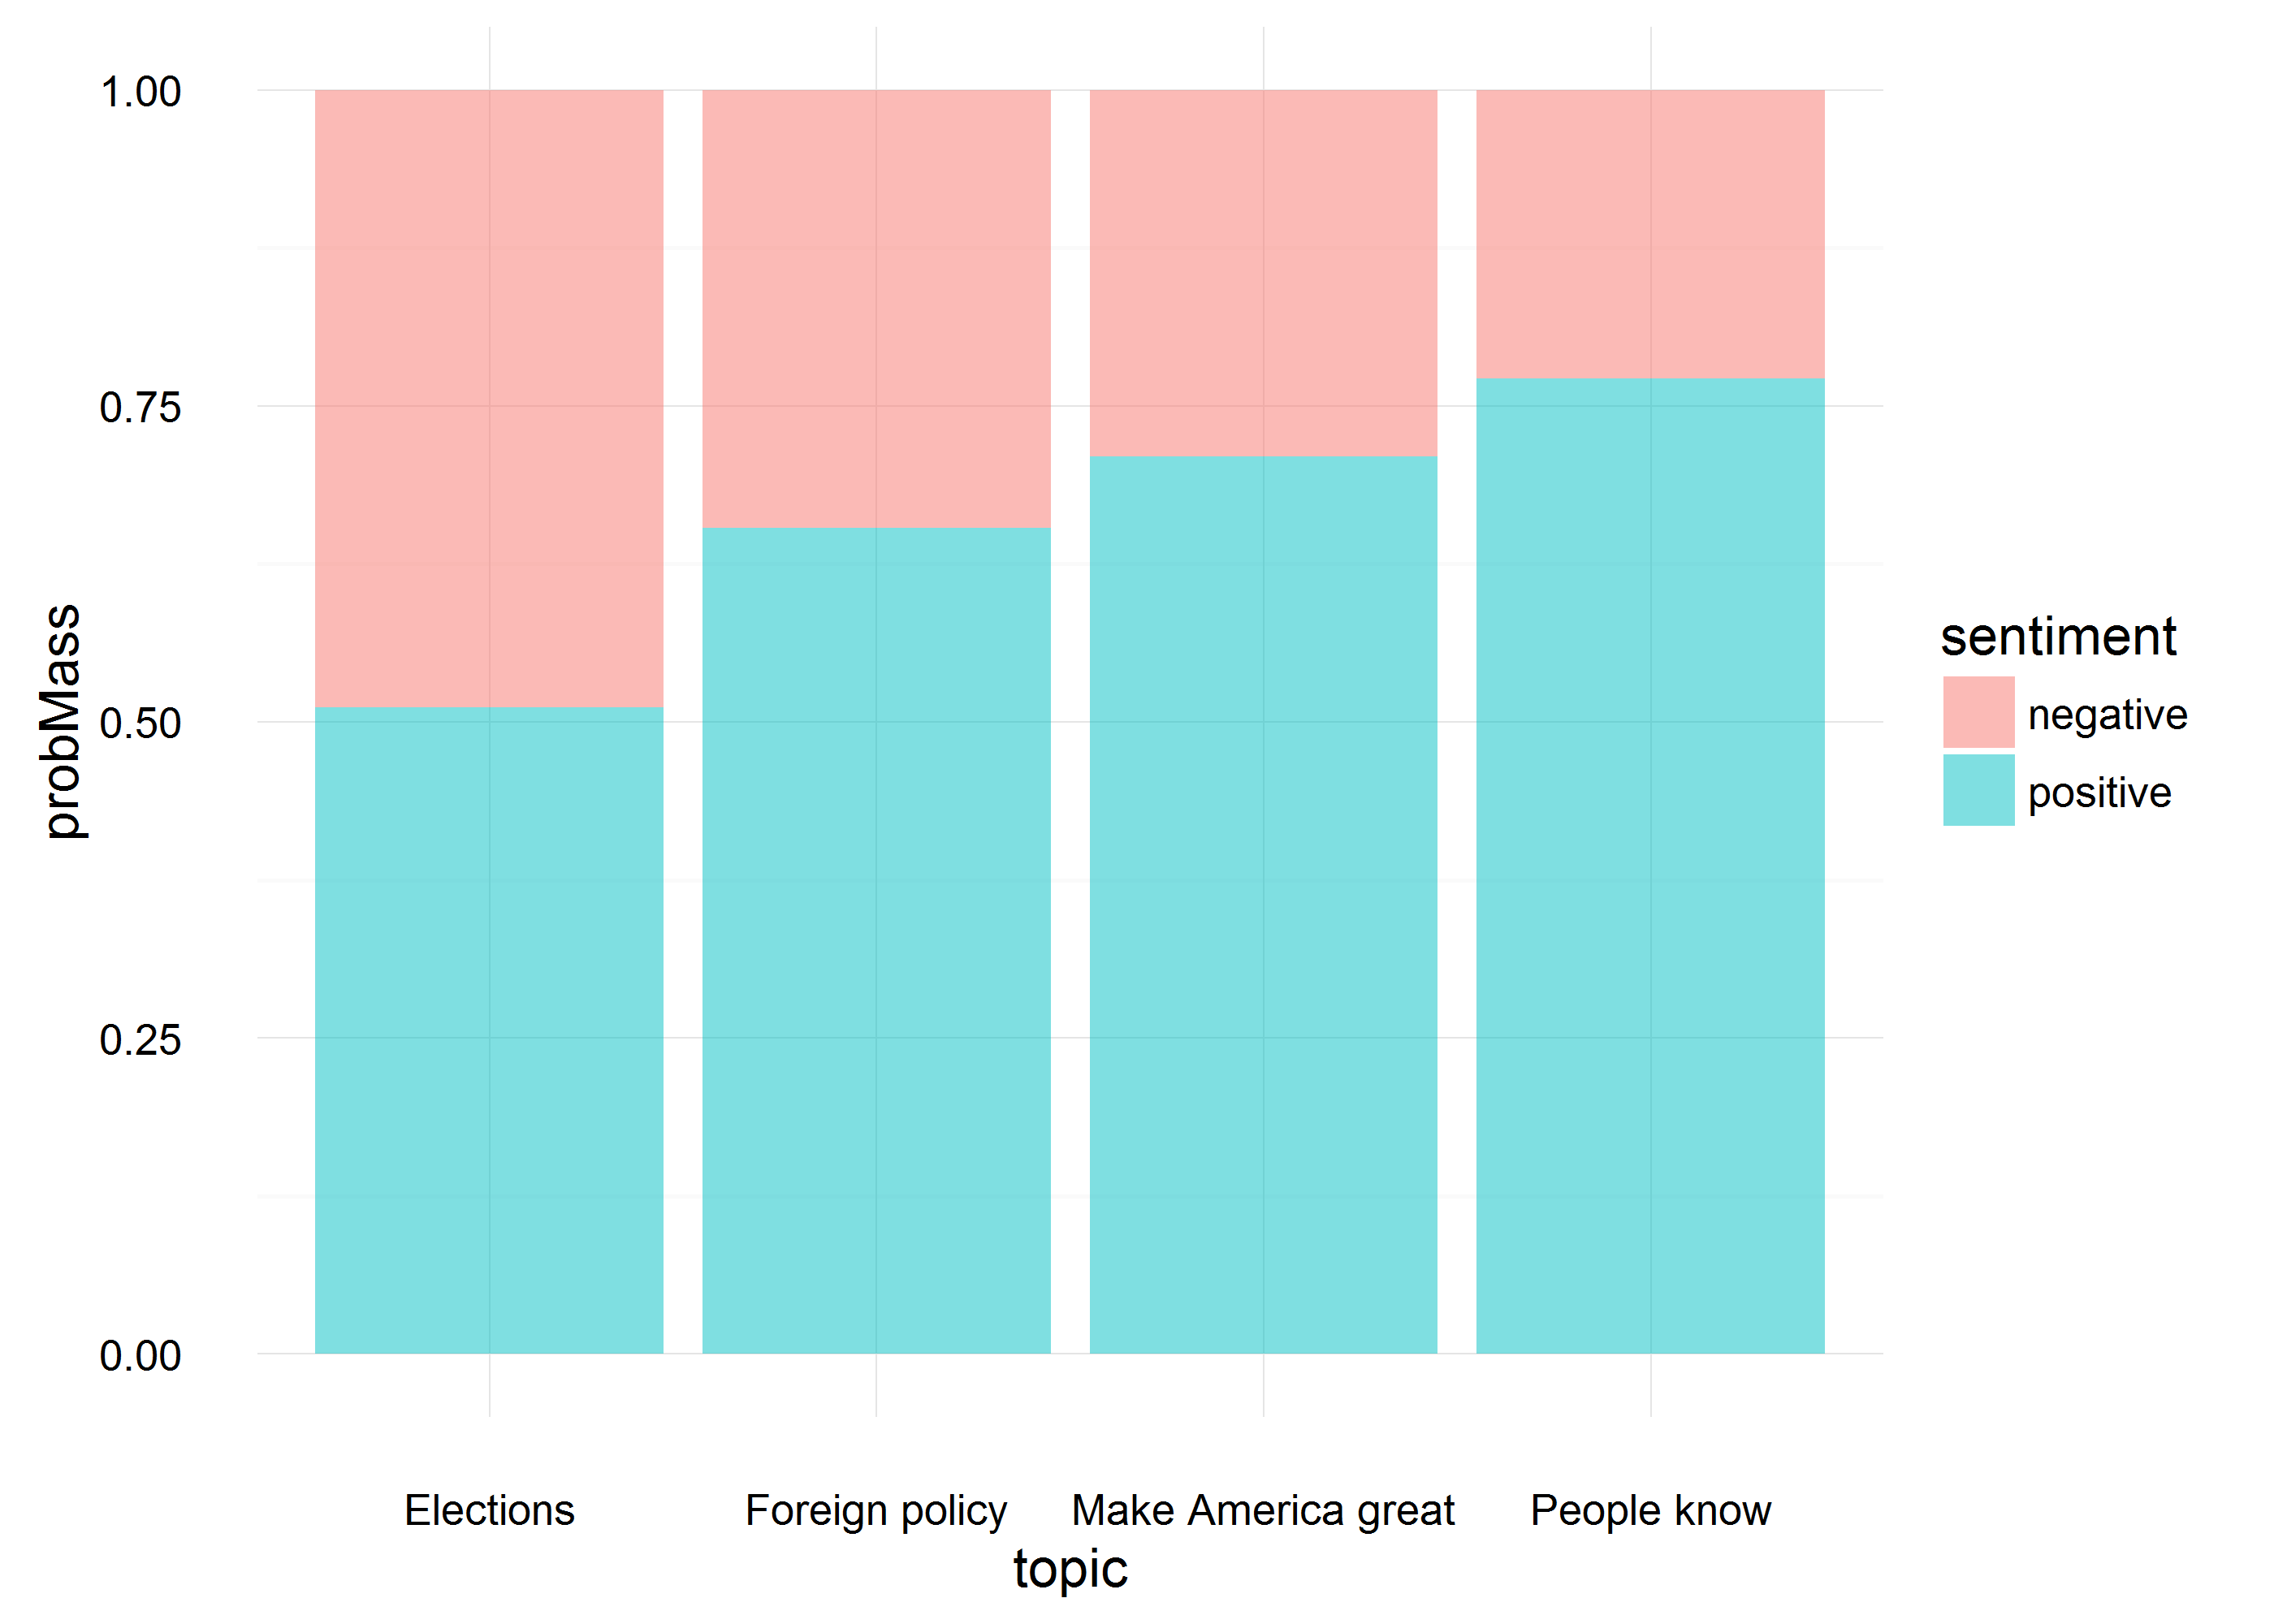 1.00
0.75
0.50
0.25
0.00
probMass
Elections
Foreign policy
Make America great
People know
topic
sentiment
negative
positive